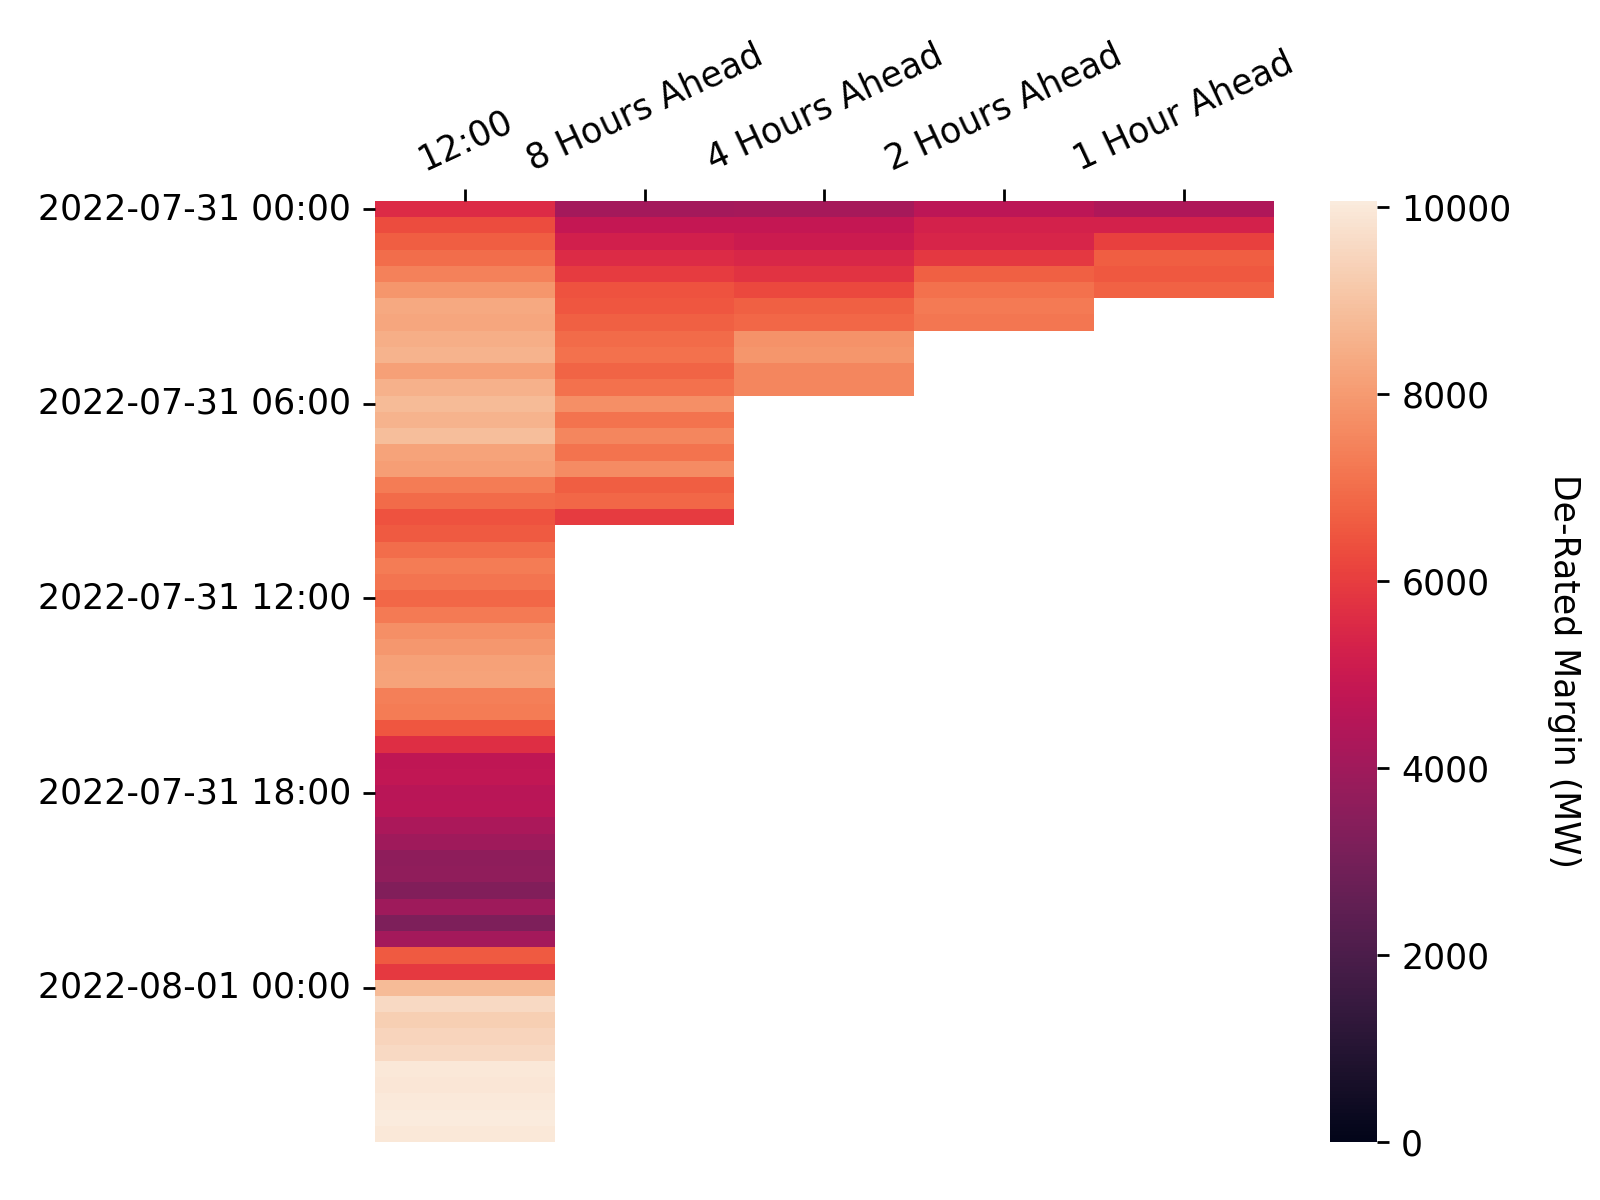 12:00
8 Hours Ahead
4 Hours Ahead
2 Hours Ahead
1 Hour Ahead
2022-07-31 00:00
2022-07-31 06:00
2022-07-31 12:00
2022-07-31 18:00
2022-08-01 00:00
10000
8000
6000
4000
2000
0
De-Rated Margin (MW)